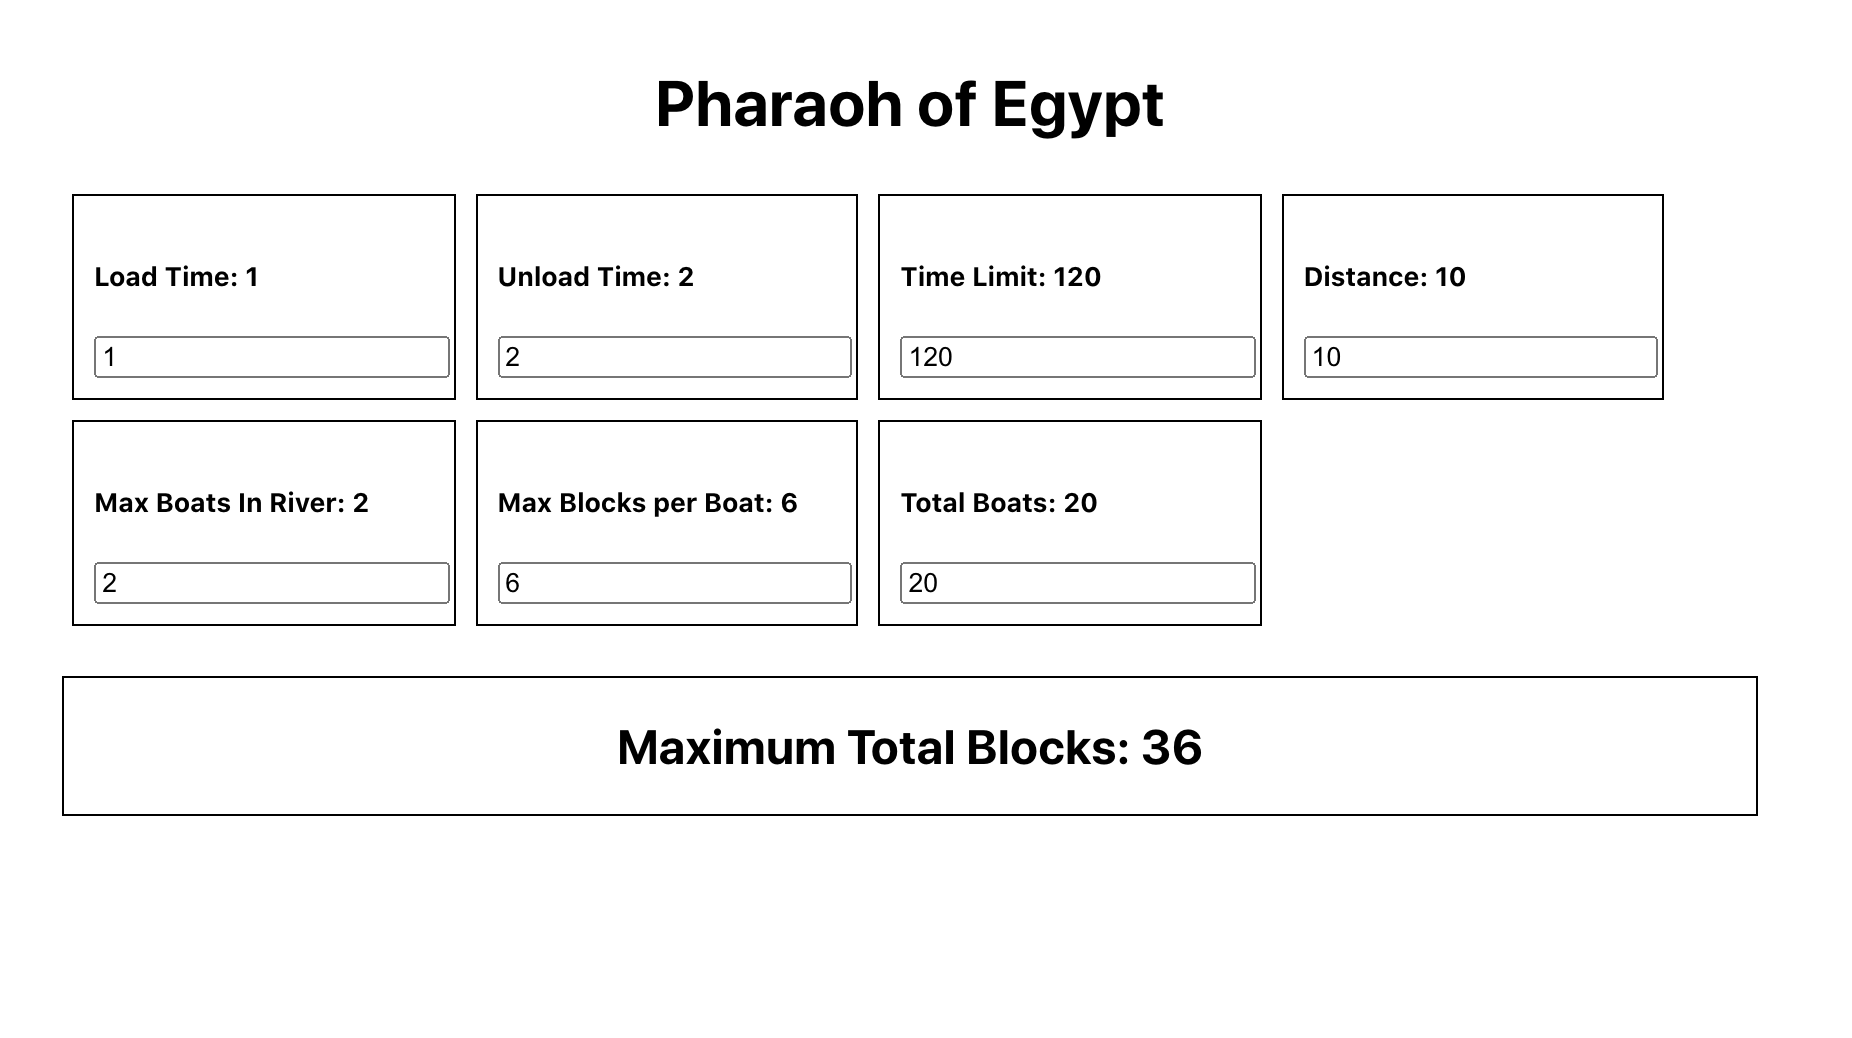 Pharaoh of Egypt
Load Time: 1
1
Unload Time: 2
2
Time Limit: 120
120
Distance: 10
10
Max Boats In River: 2
2
Max Blocks per Boat: 6
6
Total Boats: 20
20
Maximum Total Blocks: 36